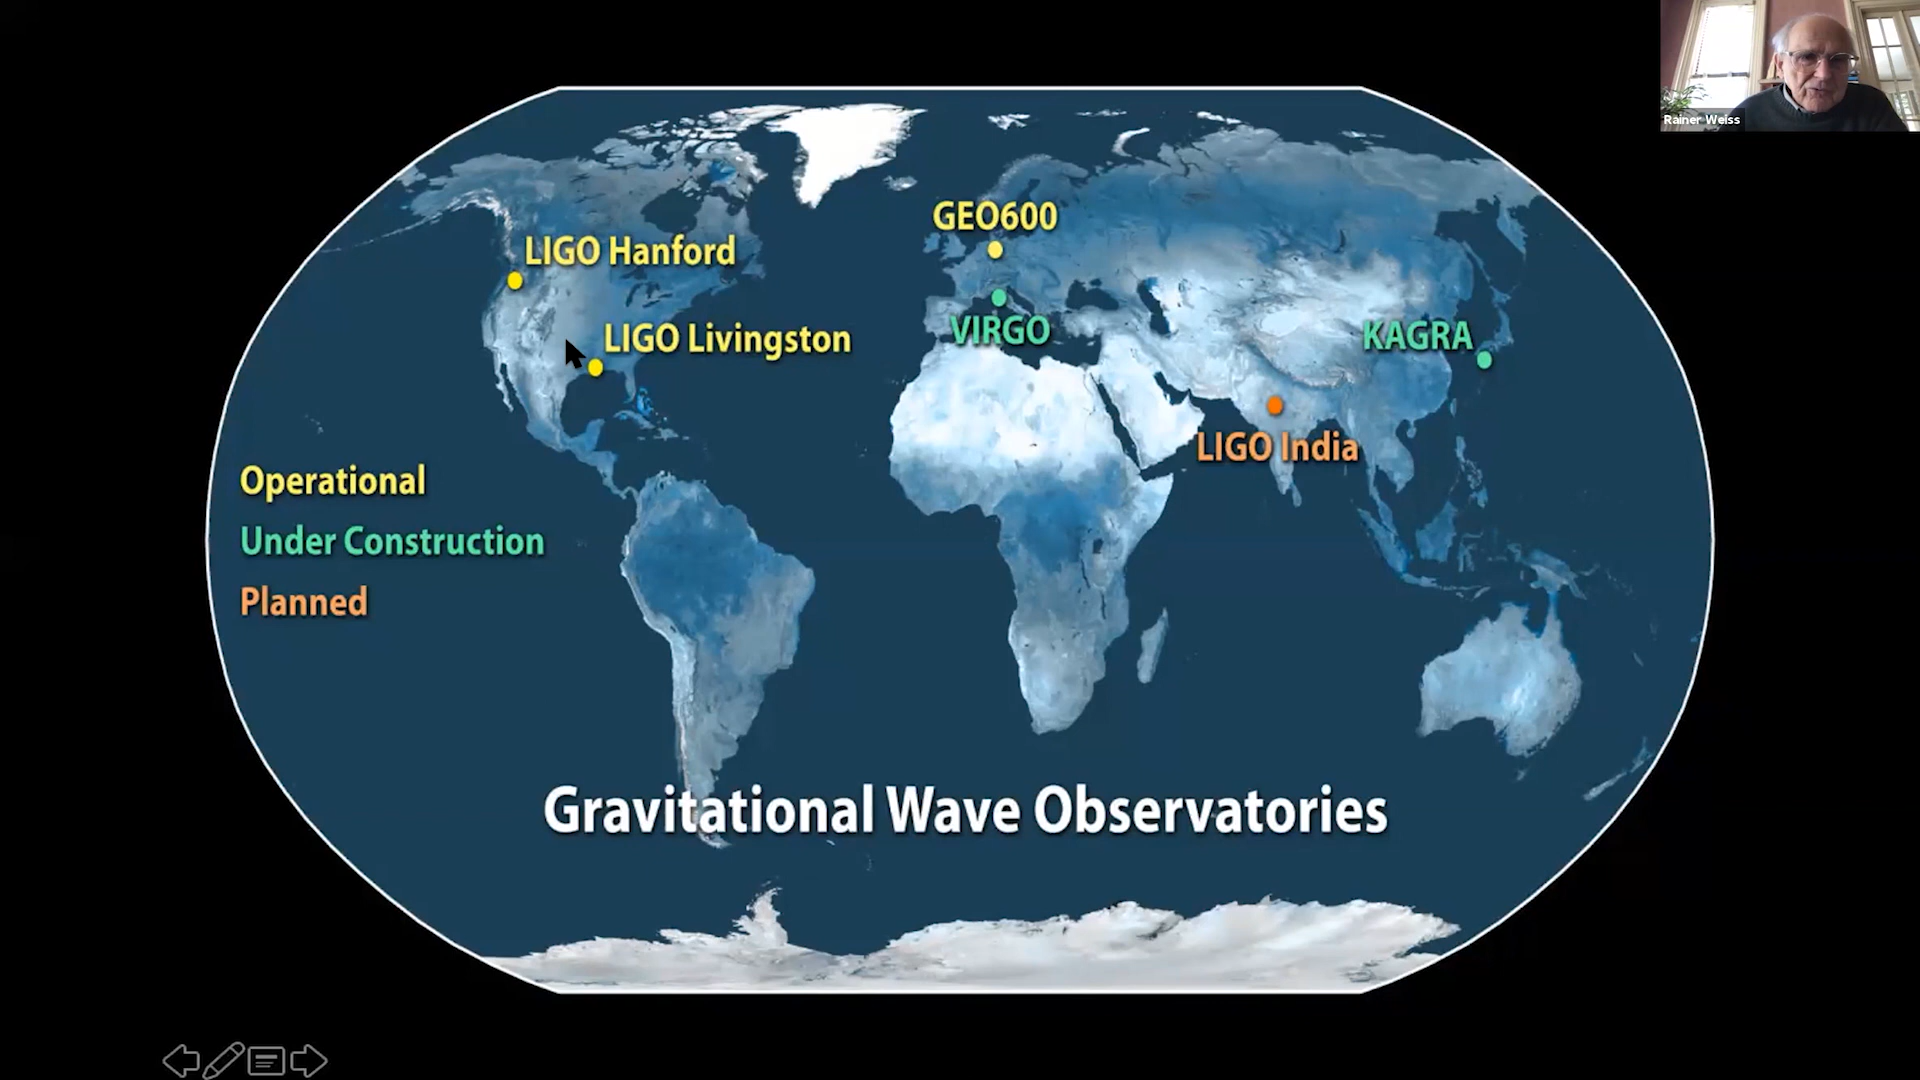 Rainer Weiss
GEO600
LIGO Hanford
VIRGO
LIGO Livingston
KAGRA
LIGO India
Operational
Under Construction
Planned
Gravitational Wave Observatories